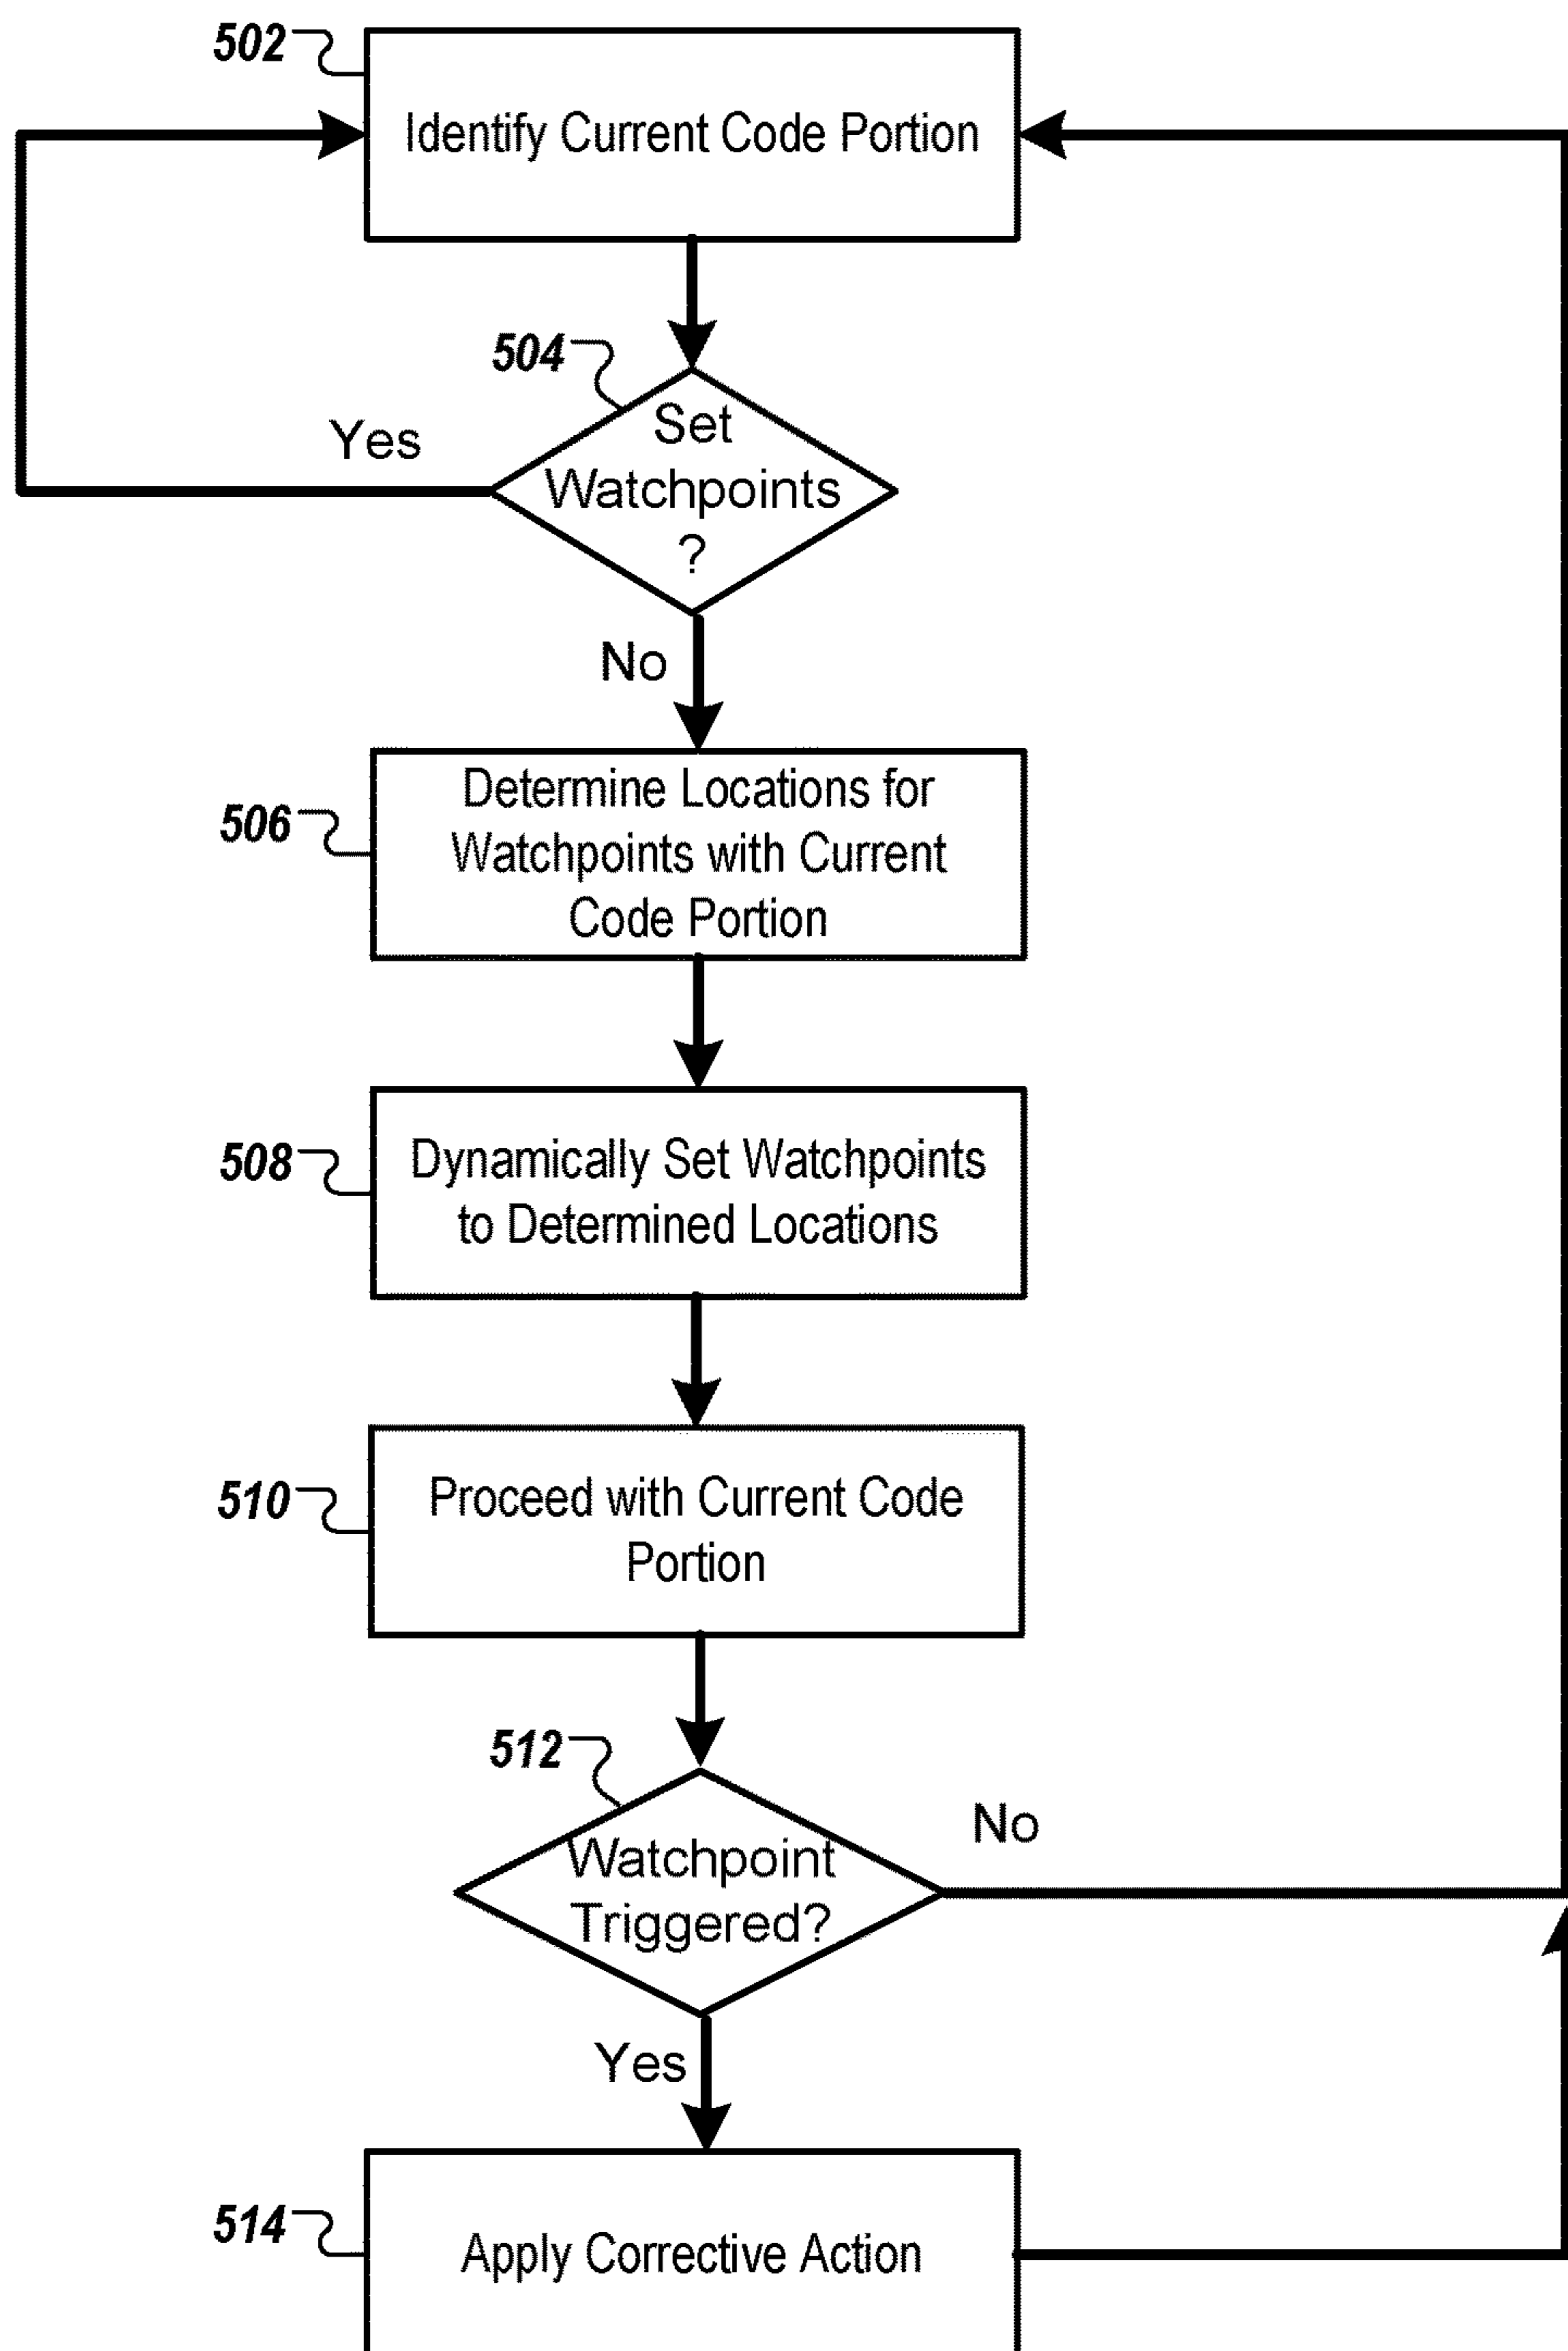 502
Identify Current Code Portion
504
Set
Watchpoints
?
Yes
No
506
Determine Locations for
Watchpoints with Current
Code Portion
508
Dynamically Set Watchpoints
to Determined Locations
510
Proceed with Current Code
Portion
512
Watchpoint
Triggered?
No
Yes
514
Apply Corrective Action